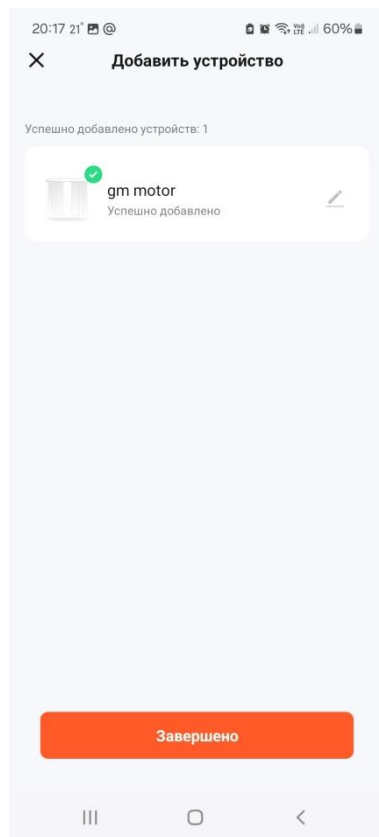 20:17 21° @ 60%
Добавить устройство
Успешно добавлено устройств: 1
gm motor
Успешно добавлено
Завершено